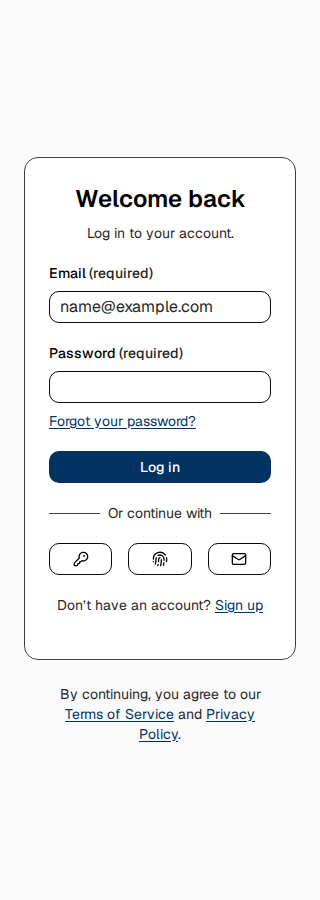 Welcome back
Log in to your account.
Email (required)
name@example.com
Password (required)
Forgot your password?
Log in
Or continue with
Don’t have an account? Sign up
By continuing, you agree to our
Terms of Service and Privacy
Policy.